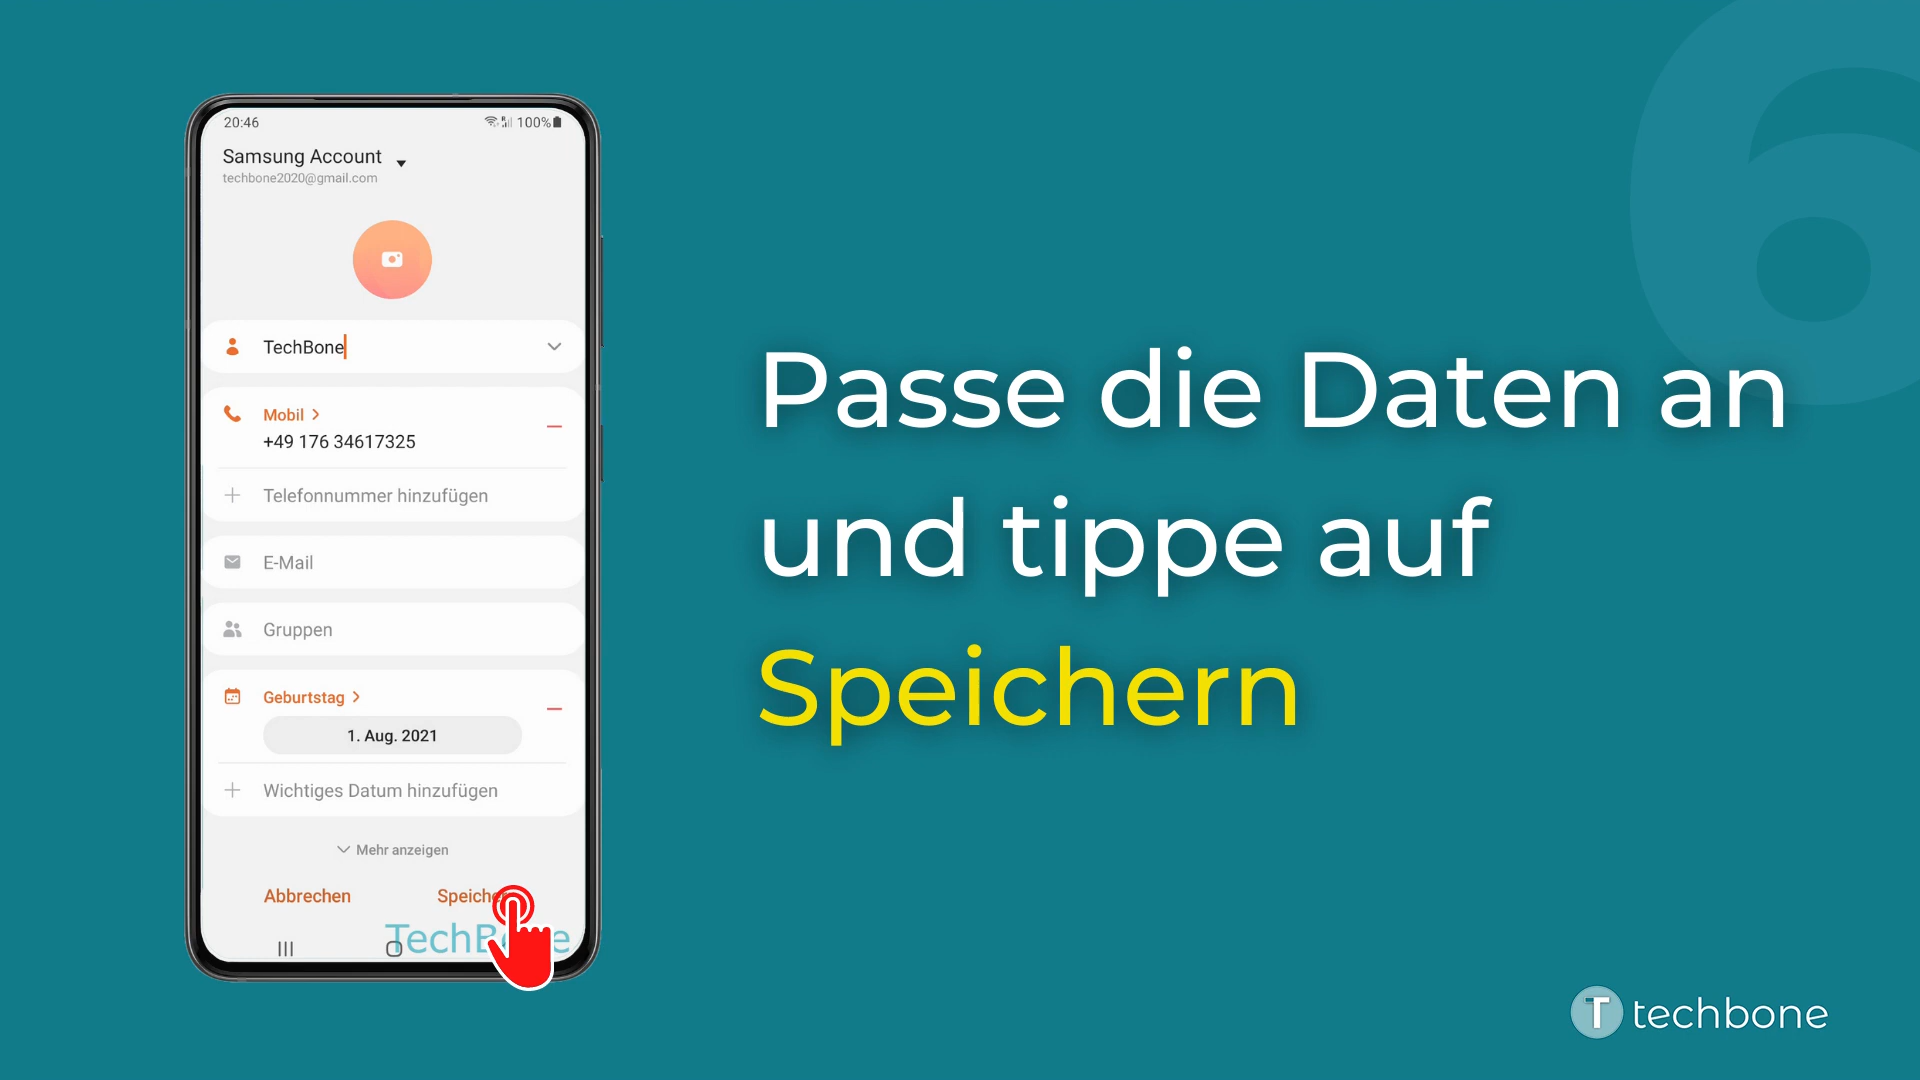 6
20:46
100%
Samsung Account
techbone2020@gmail.com
TechBone
Mobil
+49 176 34617325
Telefonnummer hinzufügen
E-Mail
Gruppen
Geburtstag
1. Aug. 2021
Wichtiges Datum hinzufügen
Mehr anzeigen
Abbrechen
Passe die Daten an
und tippe auf
Speichern
T techbone